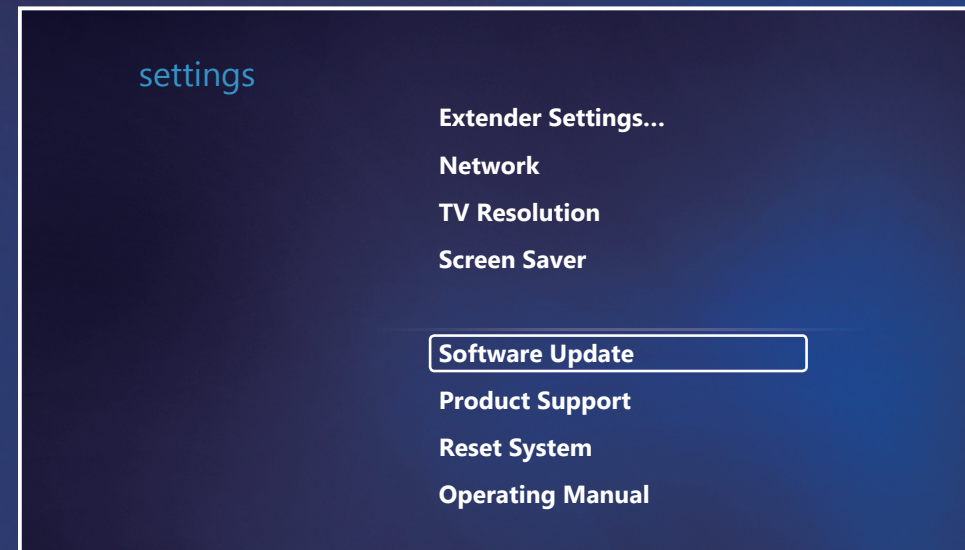 settings
Extender Settings...
Network
TV Resolution
Screen Saver
Software Update
Product Support
Reset System
Operating Manual